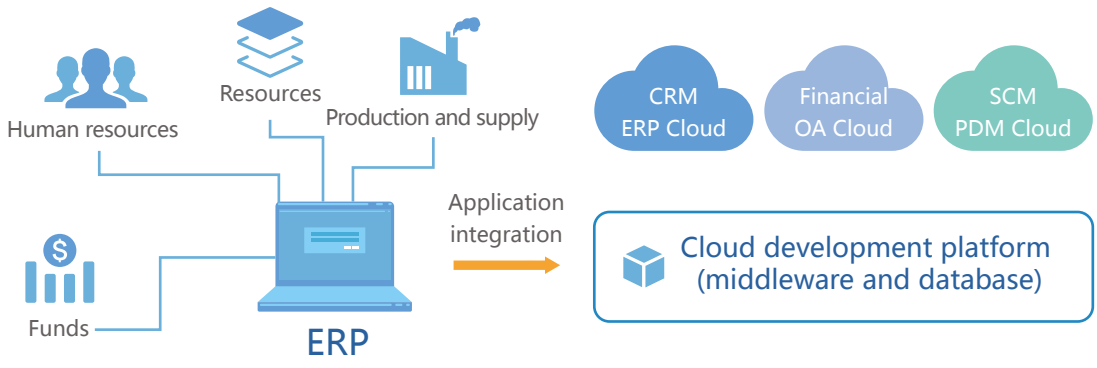 Resources
Production and supply
Human resources
Funds
$
ERP
Application
integration
CRM
ERP Cloud
Financial
OA Cloud
SCM
PDM Cloud
Cloud development platform
(middleware and database)